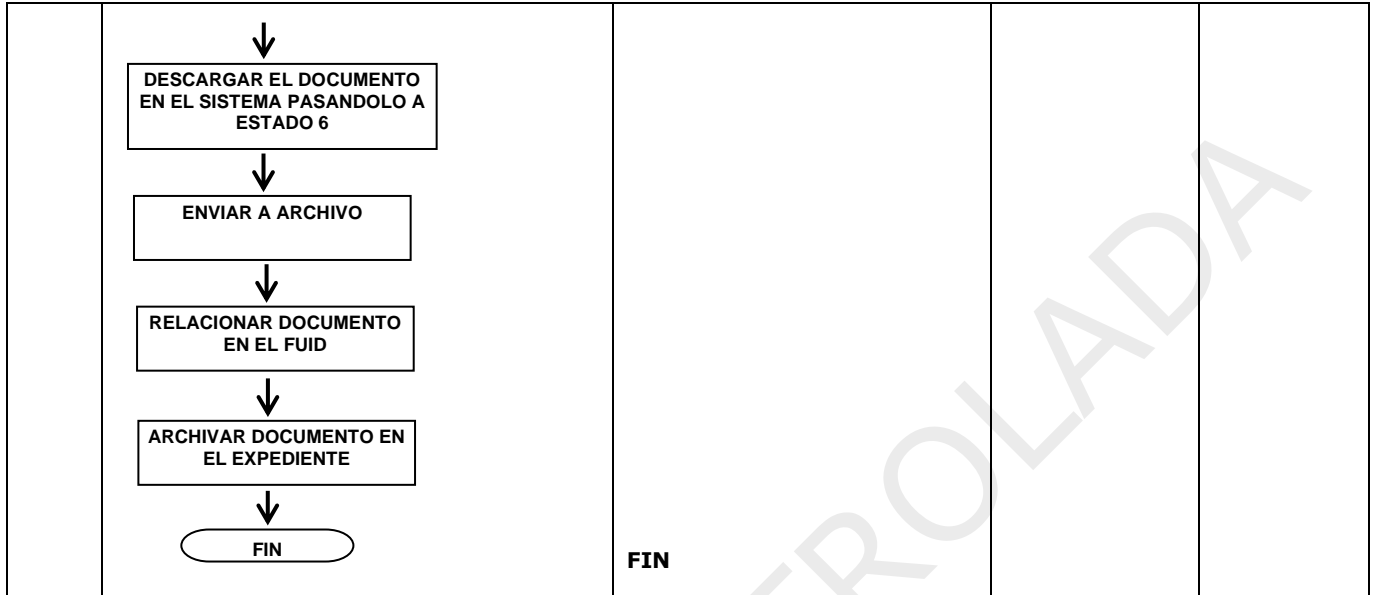 DESCARGAR EL DOCUMENTO
EN EL SISTEMA PASANDOLO A
ESTADO 6
ENVIAR A ARCHIVO
RELACIONAR DOCUMENTO
EN EL FUID
ARCHIVAR DOCUMENTO EN
EL EXPEDIENTE
FIN
FIN
ROLADA